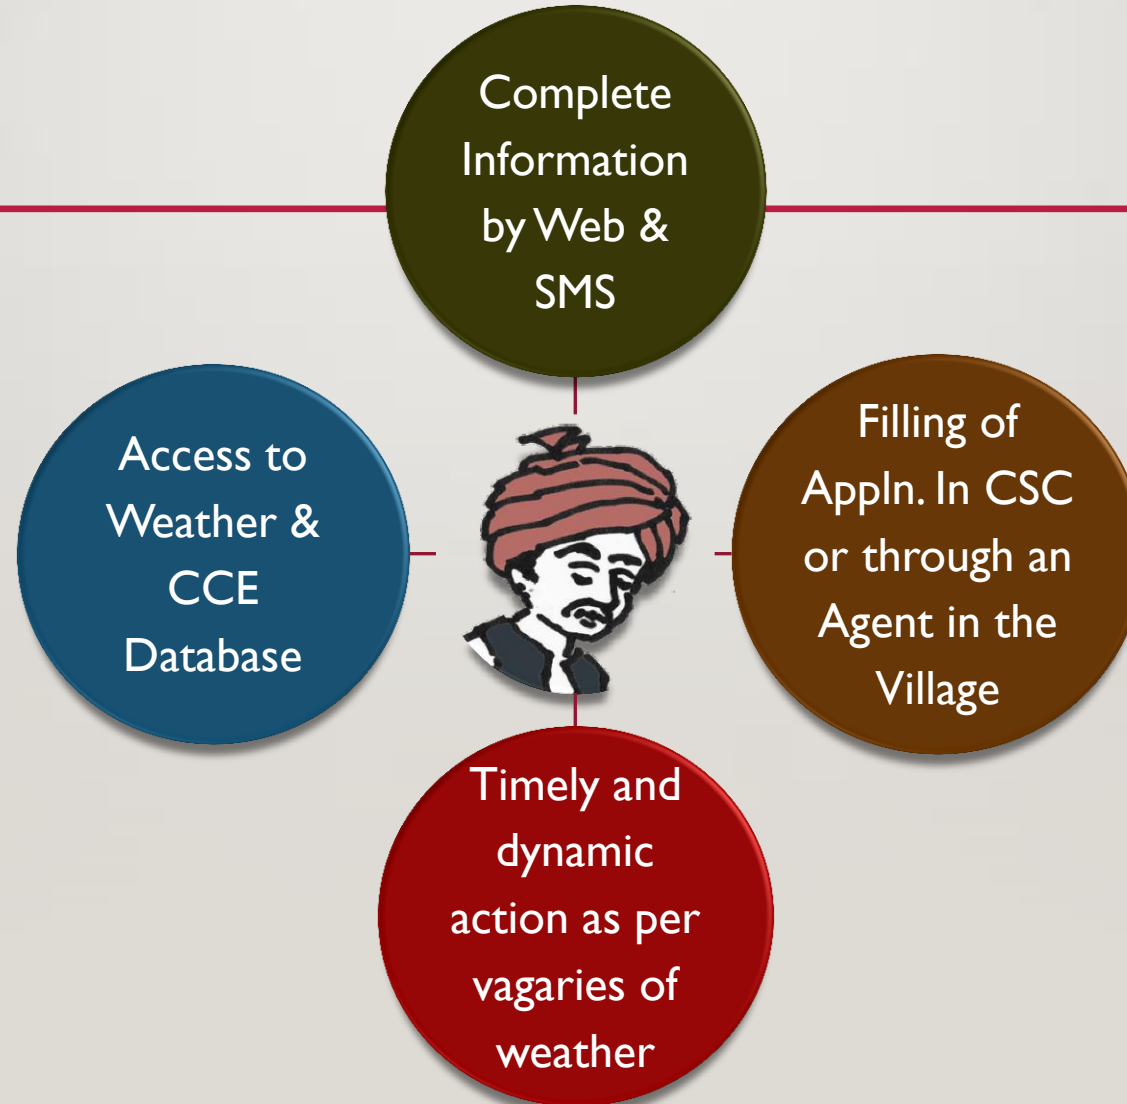 Complete
Information
by Web &
SMS
Access to
Weather &
CCE
Database
Filling of
Appln. In CSC
or through an
Agent in the
Village
Timely and
dynamic
action as per
vagaries of
weather